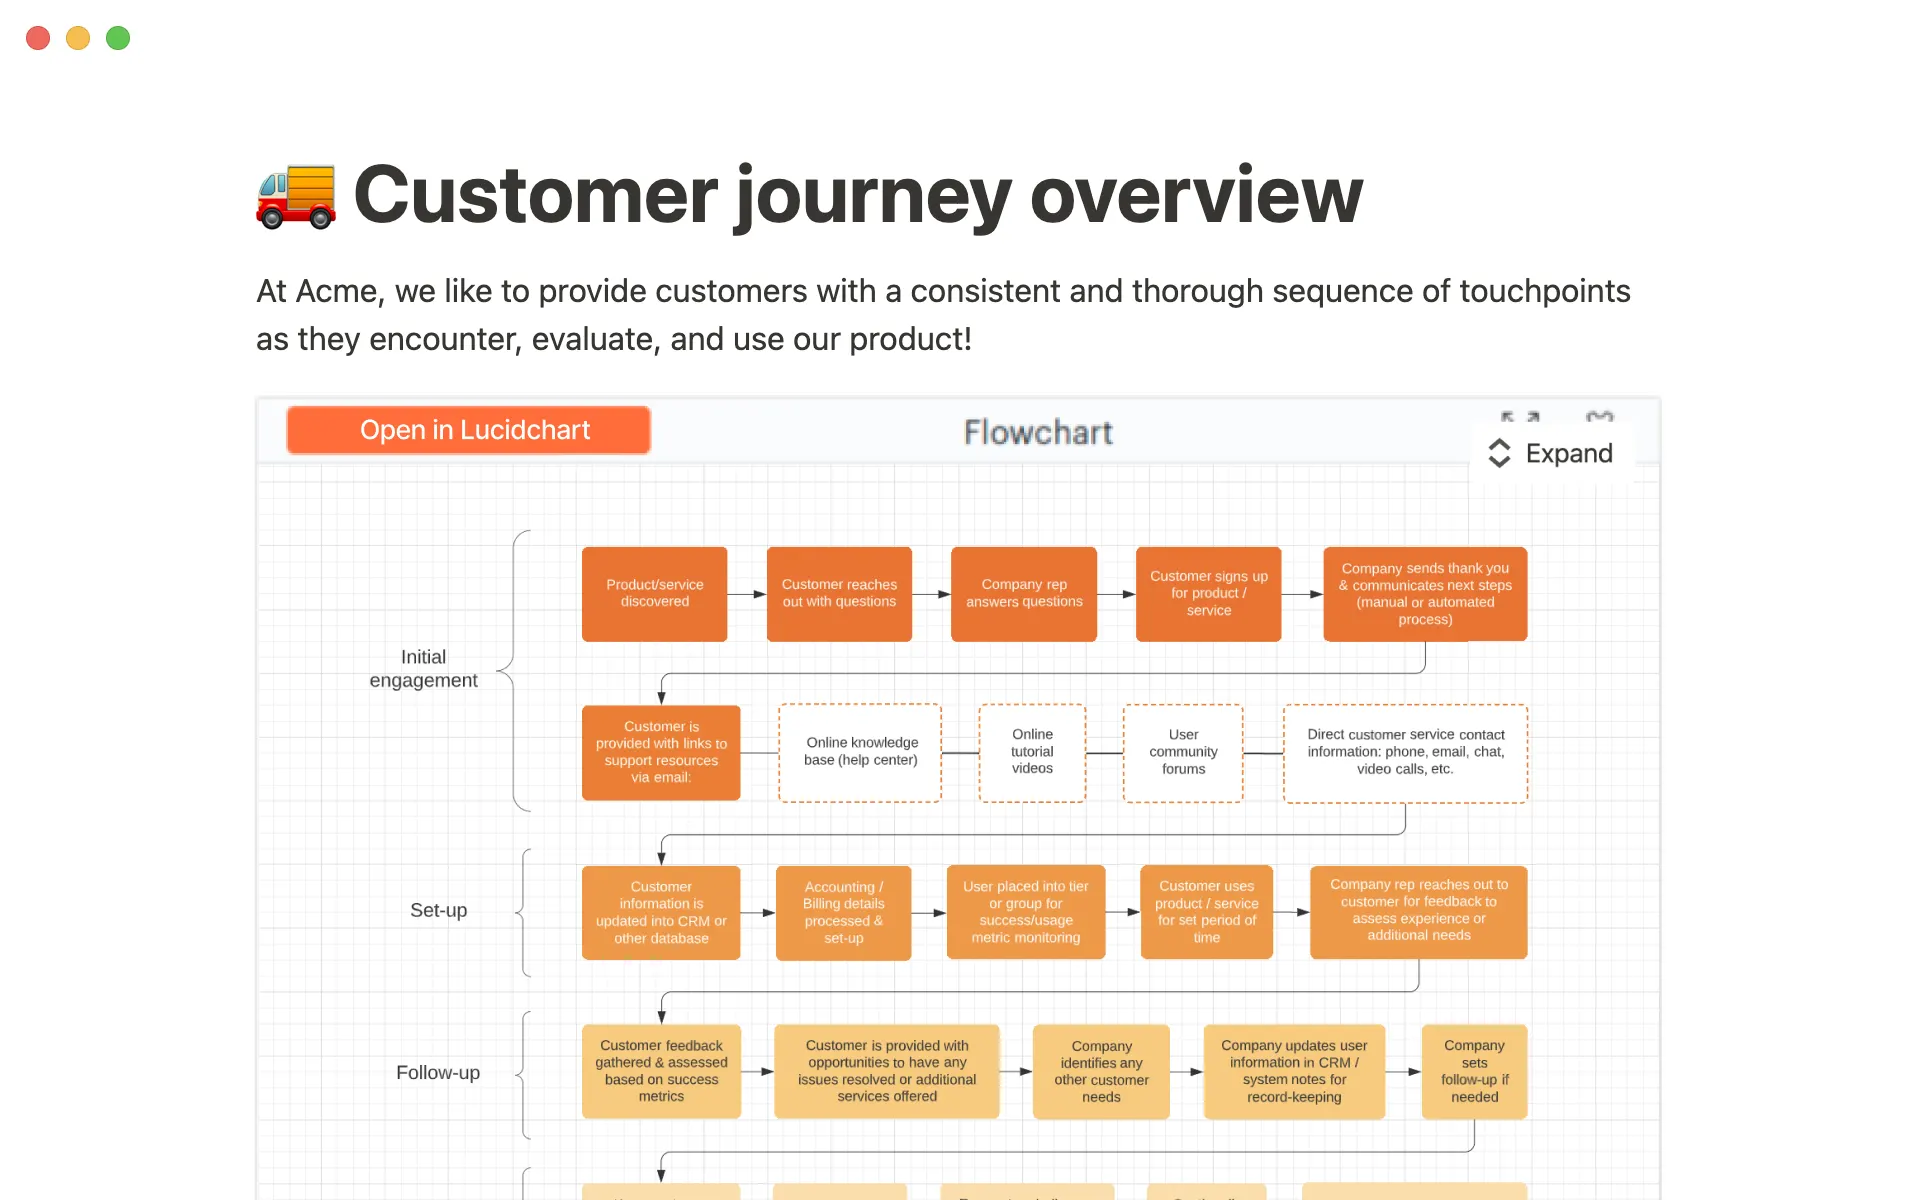 Customer journey overview
At Acme, we like to provide customers with a consistent and thorough sequence of touchpoints
as they encounter, evaluate, and use our product!
Open in Lucidchart
Flowchart
Expand
Initial
engagement
Product/service
discovered
Customer reaches
out with questions
Company rep
answers questions
Customer signs up
for product /
service
Company sends thank you
& communicates next steps
(manual or automated
process)
Customer is
provided with links to
support resources
via email:
Online knowledge
base (help center)
Online
tutorial
videos
User
community
forums
Direct customer service contact
information: phone, email, chat,
video calls, etc.
Set-up
Customer
information is
updated into CRM or
other database
Accounting /
Billing details
processed &
set-up
User placed into tier
or group for
success/usage
metric monitoring
Customer uses
product / service
for set period of
time
Company rep reaches out to
customer for feedback to
assess experience or
additional needs
Follow-up
Customer feedback
gathered & assessed
based on success
metrics
Customer is provided with
opportunities to have any
issues resolved or additional
services offered
Company
identifies any
other customer
needs
Company updates user
information in CRM /
system notes for
record-keeping
Company
sets
follow-up if
needed